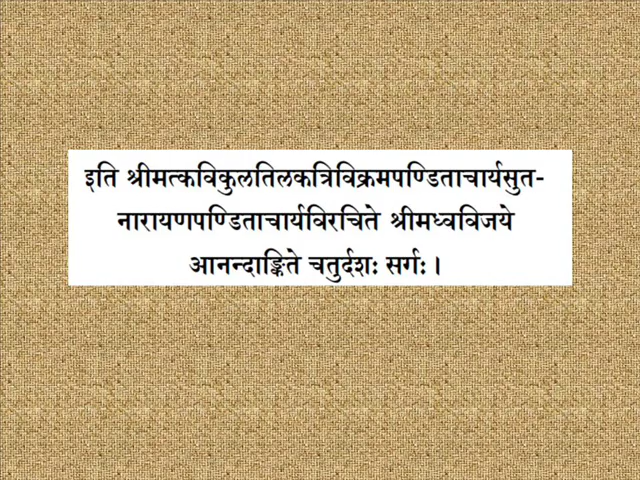 इति श्रीमत्कविकुलतिलकत्रिविक्रमपण्डिताचार्यसुत-
नारायणपण्डिताचार्यविरचिते श्रीमध्वविजये
आनन्दाङ्किते चतुर्दशः सर्गः ।